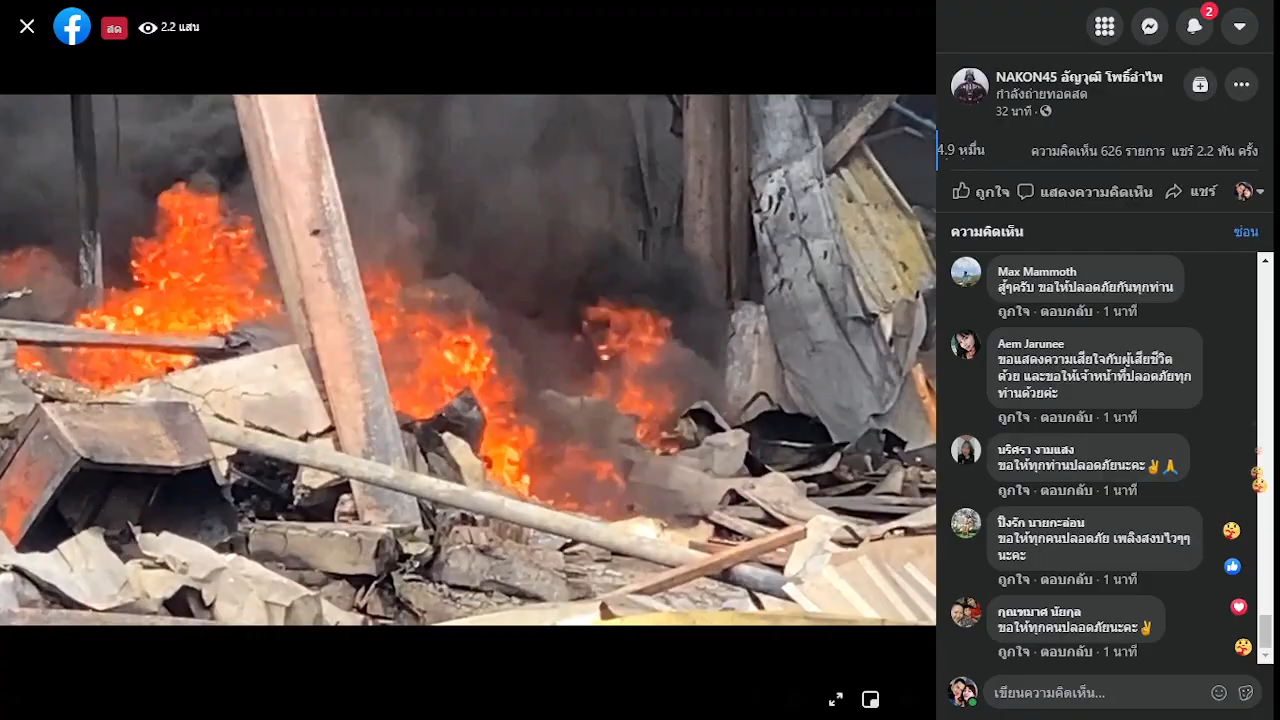 สด
2.2 แสน
2
NAKON45 อัญวุฒิ โพธิ์อำไพ
กำลังถ่ายทอดสด
32 นาที ·
4.9 หมื่น
ความคิดเห็น 626 รายการ แชร์ 2.2 พัน ครั้ง
ถูกใจ แสดงความคิดเห็น แชร์
ความคิดเห็น ซ่อน
Max Mammoth
สู้ๆครับ ขอให้ปลอดภัยกันทุกท่าน
ถูกใจ · ตอบกลับ · 1 นาที
Aem Jarunee
ขอแสดงความเสียใจกับผู้เสียชีวิต
ด้วย และขอให้เจ้าหน้าที่ปลอดภัยทุก
ท่านด้วยค่ะ
ถูกใจ · ตอบกลับ · 1 นาที
นริศรา งามแสง
ขอให้ทุกท่านปลอดภัยนะคะ✌🙏
ถูกใจ · ตอบกลับ · 1 นาที
ปิ๊งรัก นายกะล่อน
ขอให้ทุกคนปลอดภัย เพลิงสงบไวๆๆ
นะคะ
ถูกใจ · ตอบกลับ · 1 นาที
กุณฑมาศ นัยกุล
ขอให้ทุกคนปลอดภัยนะคะ✌
ถูกใจ · ตอบกลับ · 1 นาที
เขียนความคิดเห็น...